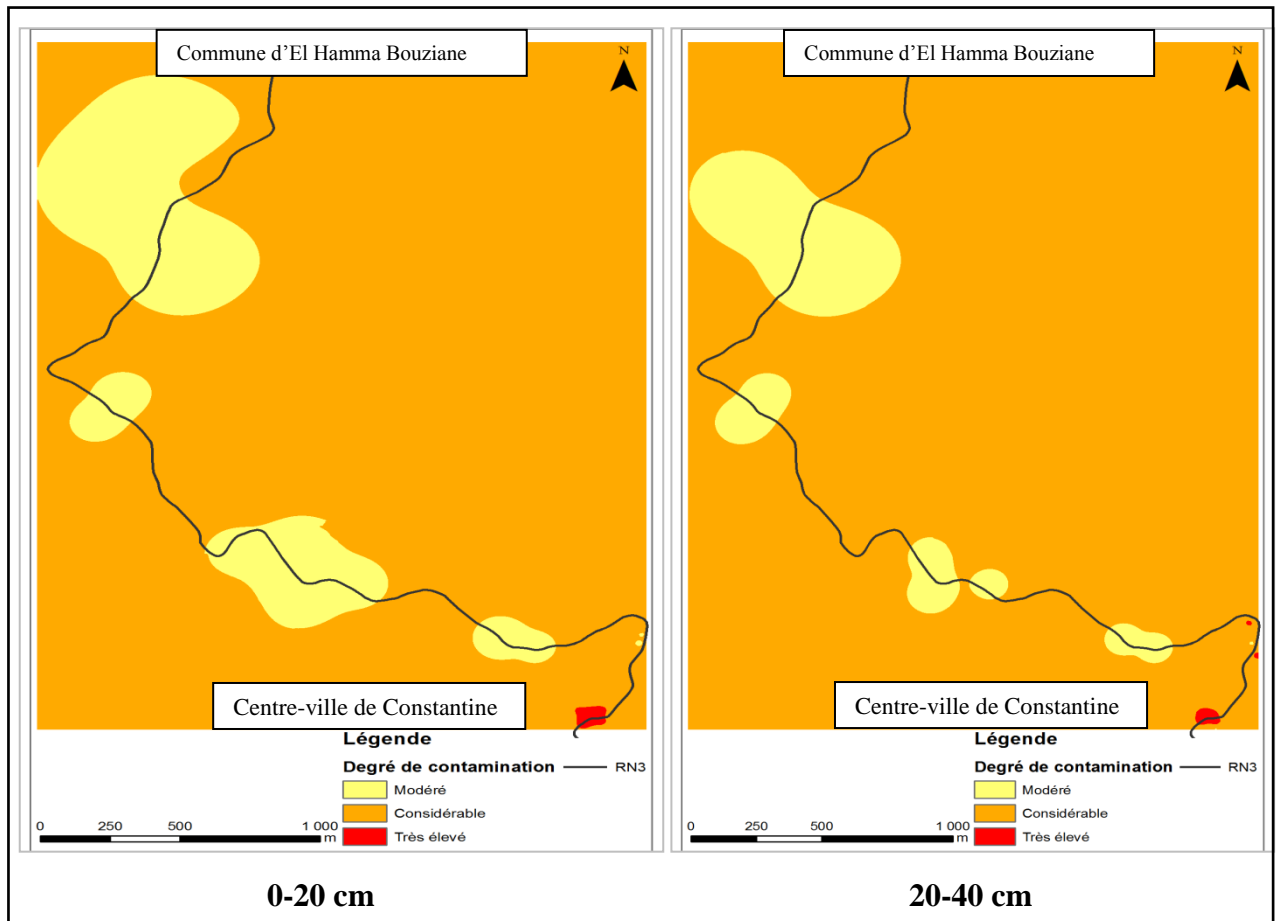 Commune d'El Hamma Bouziane
N
Centre-ville de Constantine
Légende
Degré de contamination
RN3
Modéré
Considérable
Très élevé
0 250 500 1 000
m
0-20 cm
Commune d'El Hamma Bouziane
N
Centre-ville de Constantine
Légende
Degré de contamination
RN3
Modéré
Considérable
Très élevé
0 250 500 1 000
m
20-40 cm